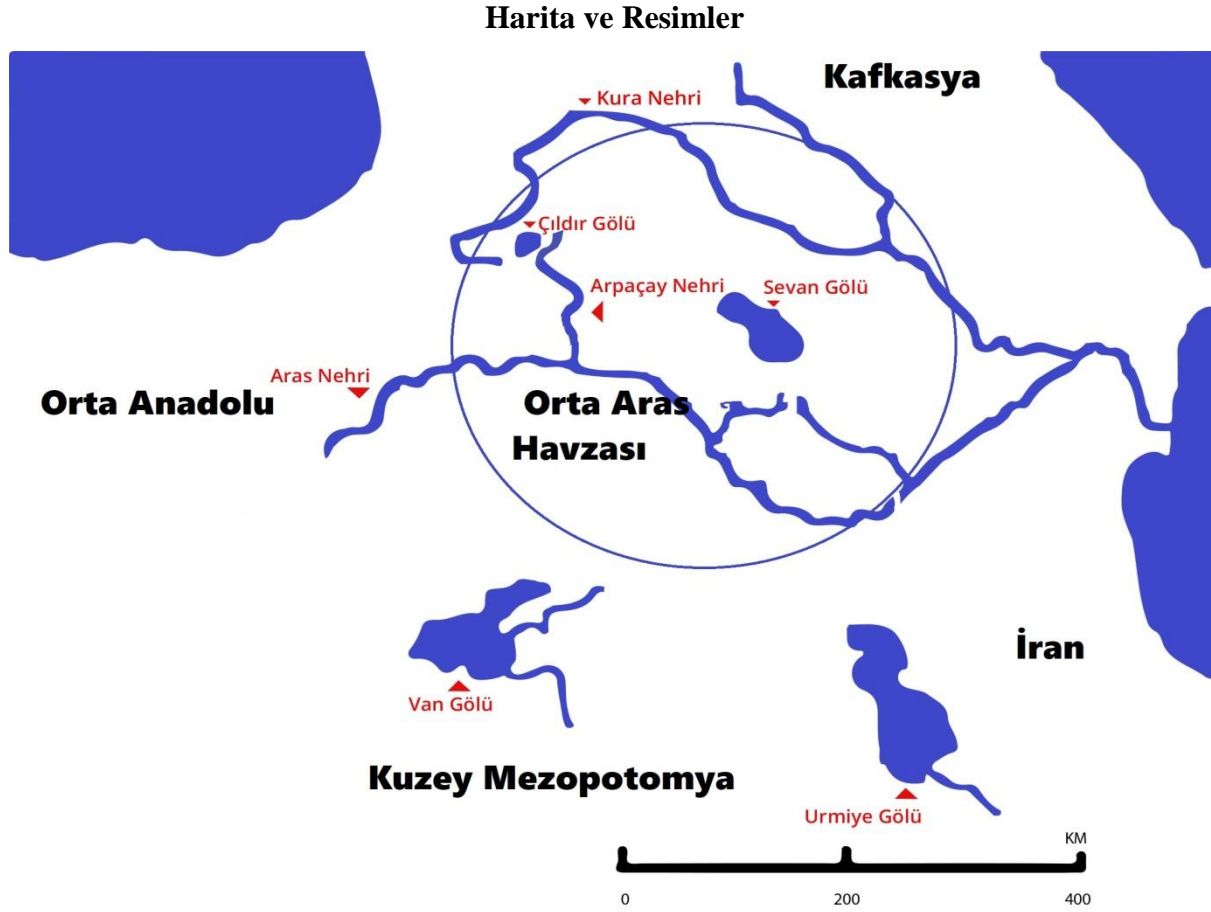 Harita ve Resimler
Kafkasya
Kura Nehri
Çıldır Gölü
Arpaçay Nehri
Sevan Gölü
Aras Nehri
Orta Anadolu
Orta Aras
Havzası
İran
Van Gölü
Kuzey Mezopotomya
Urmiye Gölü
KM
0 200 400